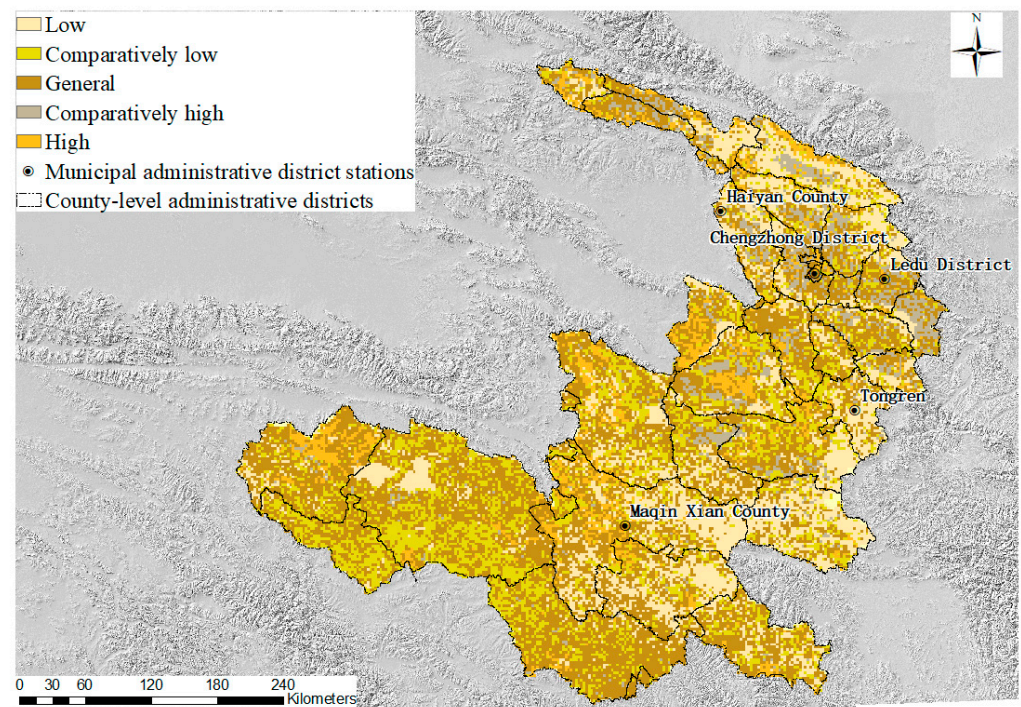 Low
Comparatively low
General
Comparatively high
High
Municipal administrative district stations
County-level administrative districts
N
Haiyan County
Chengzhong District
Ledu District
Tongren
Maqin Xian County
0 30 60 120 180 240
Kilometers